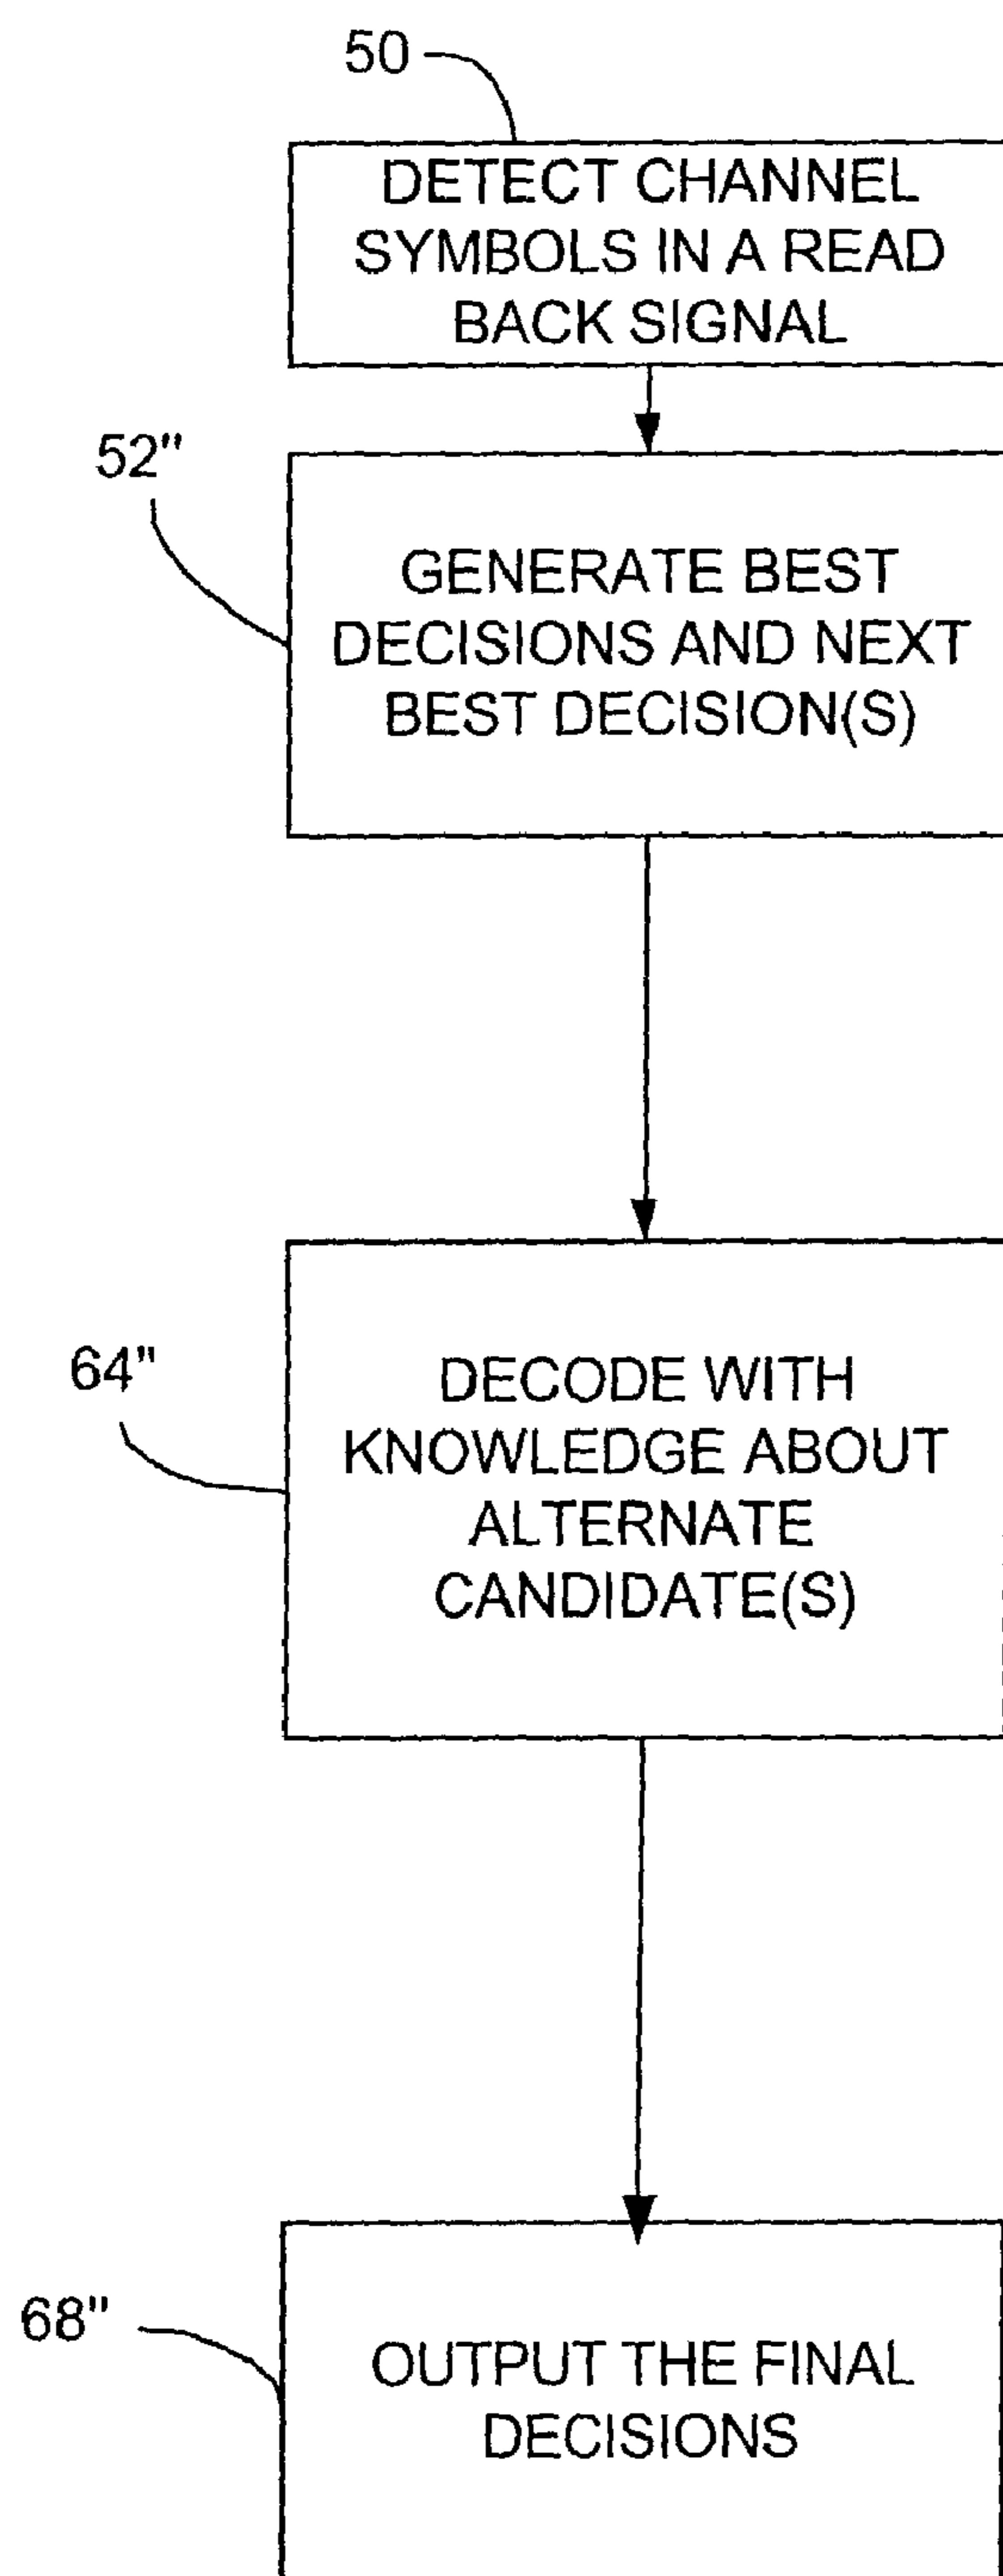 50
DETECT CHANNEL
SYMBOLS IN A READ
BACK SIGNAL
52"
GENERATE BEST
DECISIONS AND NEXT
BEST DECISION(S)
64"
DECODE WITH
KNOWLEDGE ABOUT
ALTERNATE
CANDIDATE(S)
68"
OUTPUT THE FINAL
DECISIONS